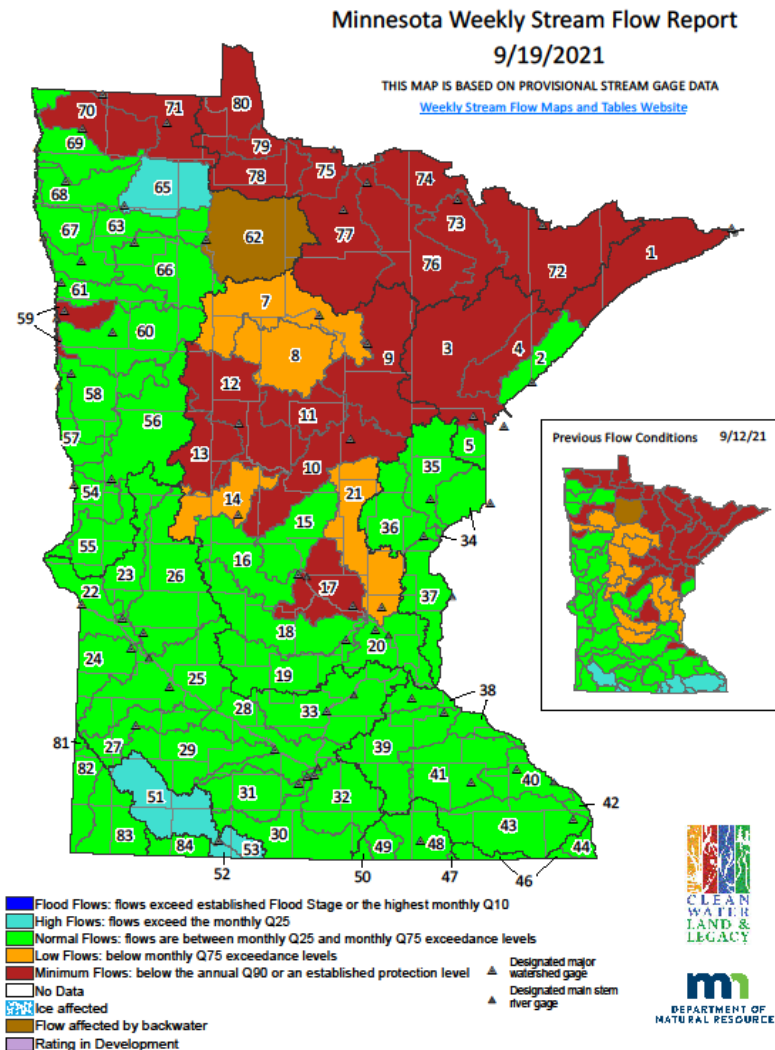 Minnesota Weekly Stream Flow Report
9/19/2021
THIS MAP IS BASED ON PROVISIONAL STREAM GAGE DATA
Weekly Stream Flow Maps and Tables Website
80
70 71
69 79 75
78 74
68 65
67 63 62 77 73
66 76 72 1
61 7
59 60 8 9 3 4 2
12
58 11
56
57 13 10 5
54 14 21 35
15 36
55 16 34
23 26 17 37
22
18 20
24 19
25 28 33 38
81 27 29 39
82 41 40
51 31 32 42
30 43
83 84 53 49 48 44
52 50 47 46
Previous Flow Conditions 9/12/21
Flood Flows: flows exceed established Flood Stage or the highest monthly Q10
High Flows: flows exceed the monthly Q25
Normal Flows: flows are between monthly Q25 and monthly Q75 exceedance levels
Low Flows: below monthly Q75 exceedance levels
Minimum Flows: below the annual Q90 or an established protection level
No Data
Ice affected
Flow affected by backwater
Rating in Development
Designated major
watershed gage
Designated main stem
river gage
CLEAN
WATER
LAND &
LEGACY
mn
DEPARTMENT OF
NATURAL RESOURCE